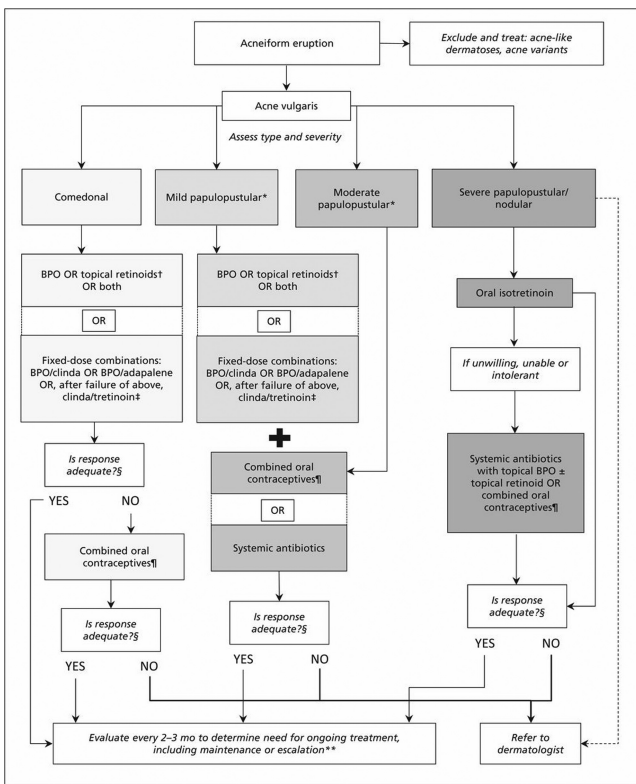 Acneiform eruption
Exclude and treat: acne-like
dermatoses, acne variants
Acne vulgaris
Assess type and severity
Comedonal
Mild papulopustular*
Moderate
papulopustular*
Severe papulopustular/
nodular
BPO OR topical retinoids†
OR both
OR
Fixed-dose combinations:
BPO/clinda OR BPO/adapalene
OR, after failure of above,
clinda/tretinoin‡
BPO OR topical retinoids†
OR both
OR
Fixed-dose combinations:
BPO/clinda OR BPO/adapalene
OR, after failure of above,
clinda/tretinoin‡
Oral isotretinoin
If unwilling, unable or
intolerant
Is response
adequate?§
YES
NO
Combined oral
contraceptives¶
OR
Systemic antibiotics
Systemic antibiotics
with topical BPO ±
topical retinoid OR
combined oral
contraceptives¶
Combined oral
contraceptives¶
Is response
adequate?§
YES
NO
Is response
adequate?§
YES
NO
Is response
adequate?§
YES
NO
Evaluate every 2–3 mo to determine need for ongoing treatment,
including maintenance or escalation**
Refer to
dermatologist